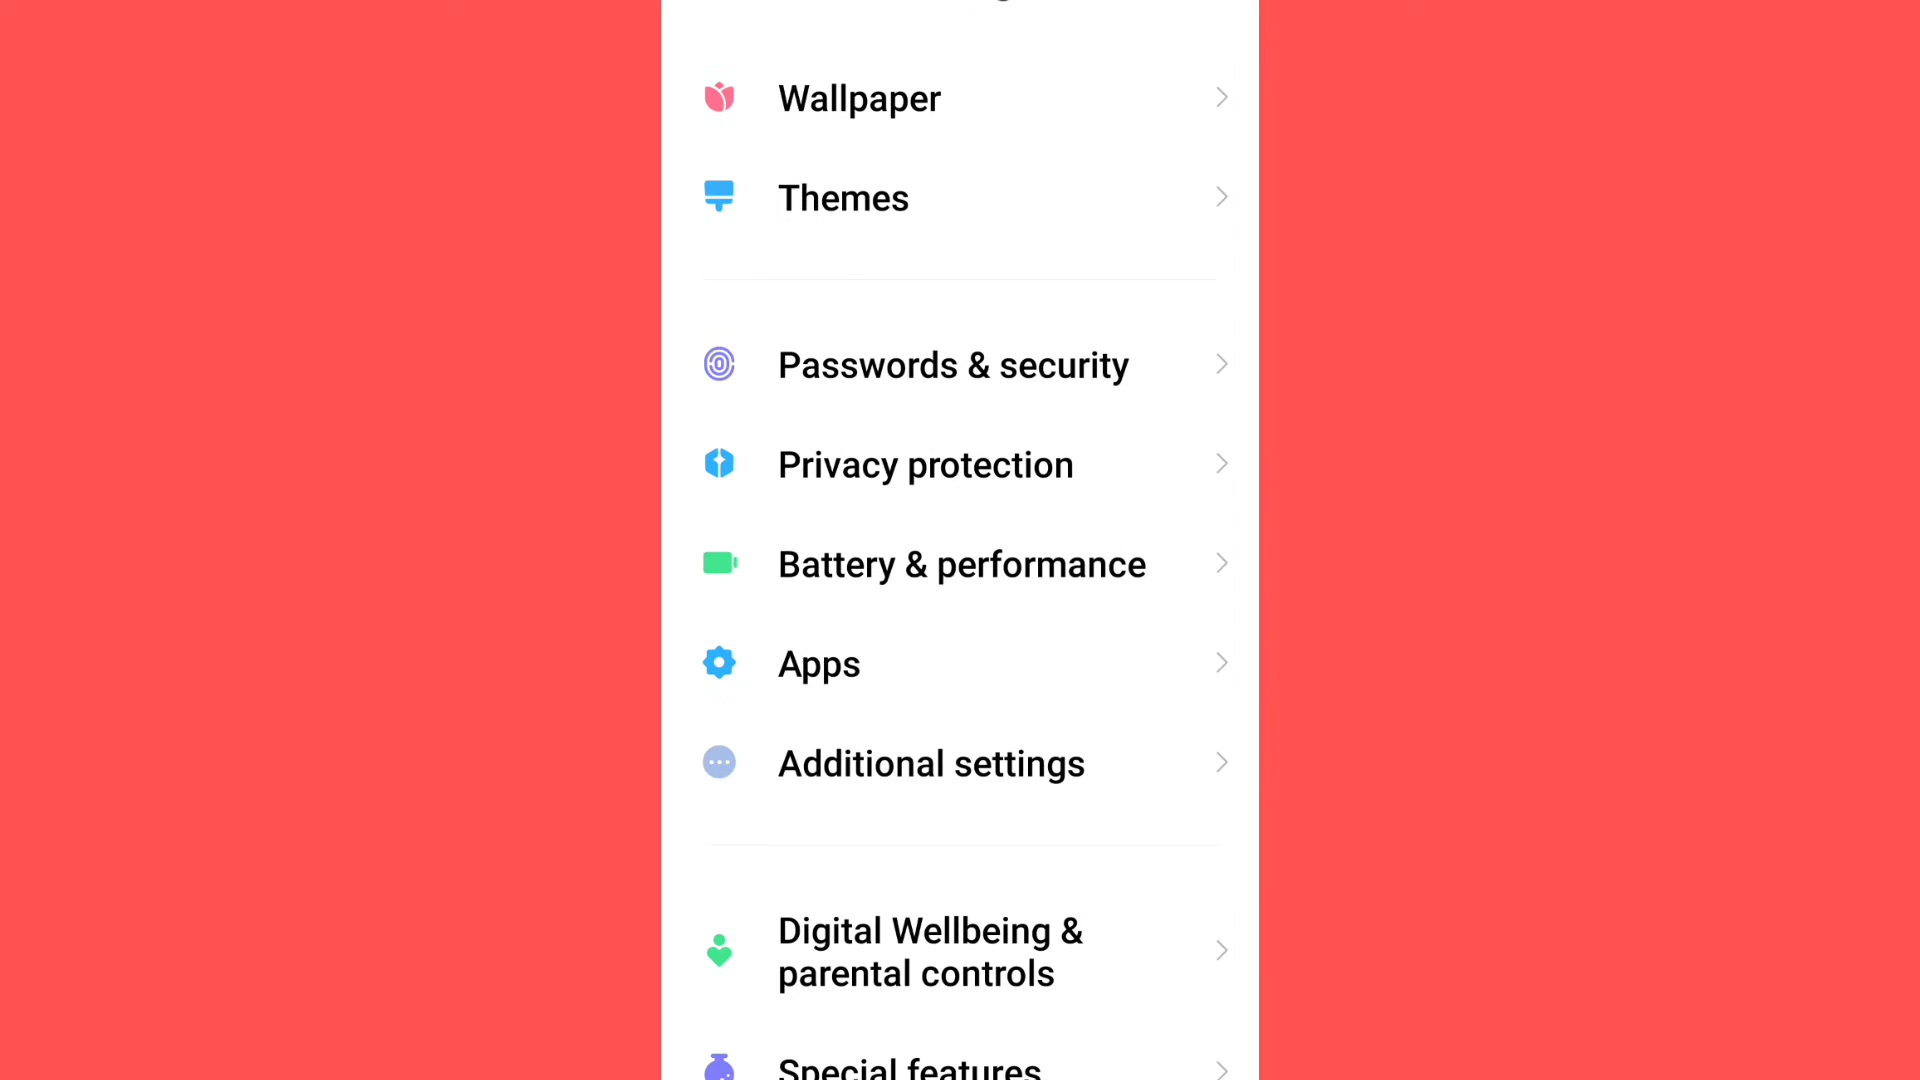 Wallpaper
Themes
Passwords & security
Privacy protection
Battery & performance
Apps
Additional settings
Digital Wellbeing &
parental controls
Special features